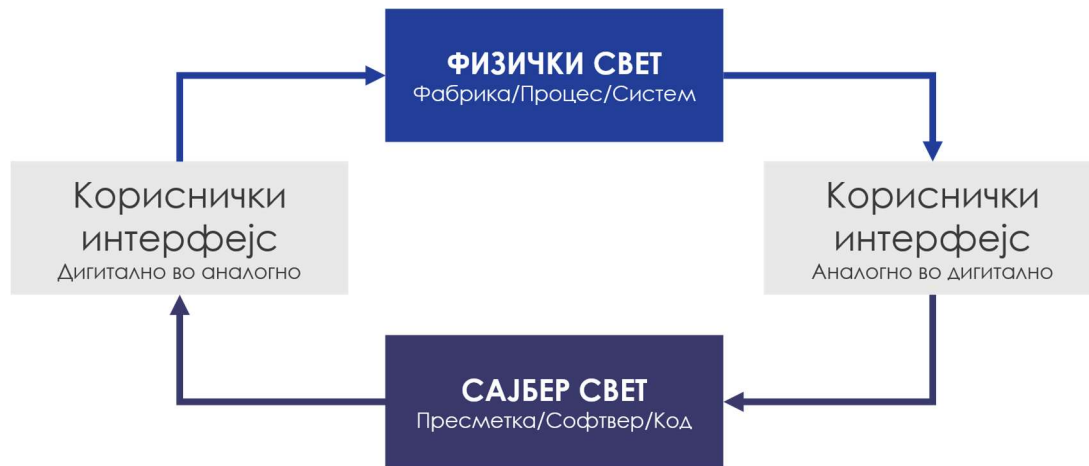 ФИЗИЧКИ СВЕТ
Фабрика/Процес/Систем
Кориснички
интерфејс
Дигитално во аналогно
Кориснички
интерфејс
Аналогно во дигитално
САЈБЕР СВЕТ
Пресметка/Софтвер/Код